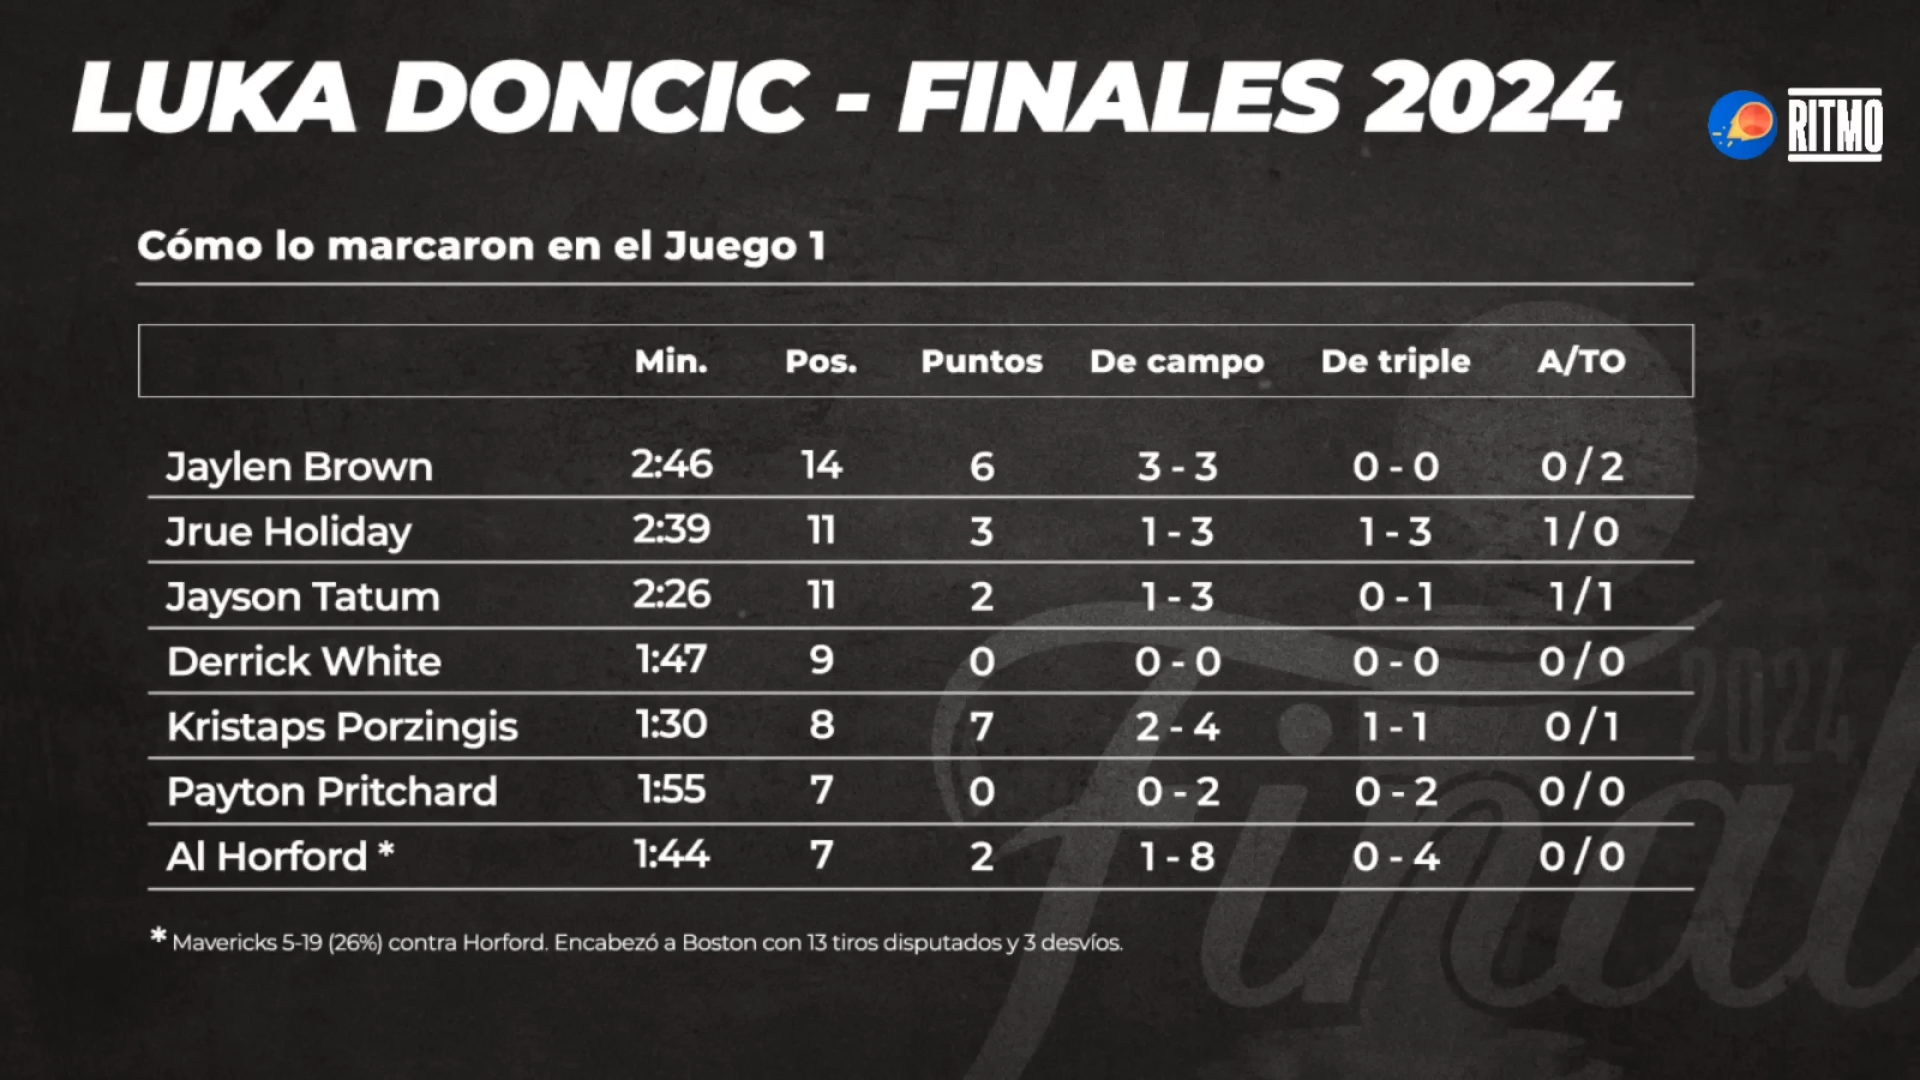 LUKA DONCIC - FINALES 2024
RITMO
Cómo lo marcaron en el Juego 1
Min. Pos. Puntos De campo De triple A/TO
Jaylen Brown 2:46 14 6 3 - 3 0 - 0 0 / 2
Jrue Holiday 2:39 11 3 1 - 3 1 - 3 1 / 0
Jayson Tatum 2:26 11 2 1 - 3 0 - 1 1 / 1
Derrick White 1:47 9 0 0 - 0 0 - 0 0 / 0
Kristaps Porzingis 1:30 8 7 2 - 4 1 - 1 0 / 1
Payton Pritchard 1:55 7 0 0 - 2 0 - 2 0 / 0
Al Horford * 1:44 7 2 1 - 8 0 - 4 0 / 0
* Mavericks 5-19 (26%) contra Horford. Encabezó a Boston con 13 tiros disputados y 3 desvíos.
2024
Final